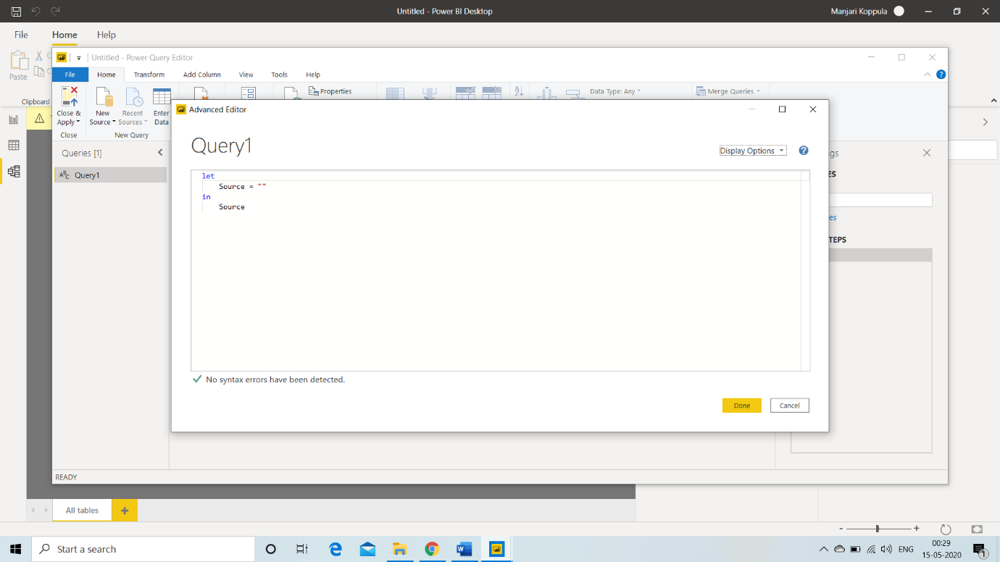 Untitled - Power BI Desktop
Manjari Koppula
File Home Help
Untitled - Power Query Editor
File Home Transform Add Column View Tools Help
Paste
Clipboard
Close & Apply
New Source
Recent Sources
Enter Data
Properties
Data Type: Any
Merge Queries
Close
New Query
Advanced Editor
Queries [1]
Query1
Query1
Display Options
gs
ES
es
TEPS
let
Source = ""
in
Source
No syntax errors have been detected.
Done Cancel
READY
All tables
Start a search
ENG
00:29
15-05-2020
1